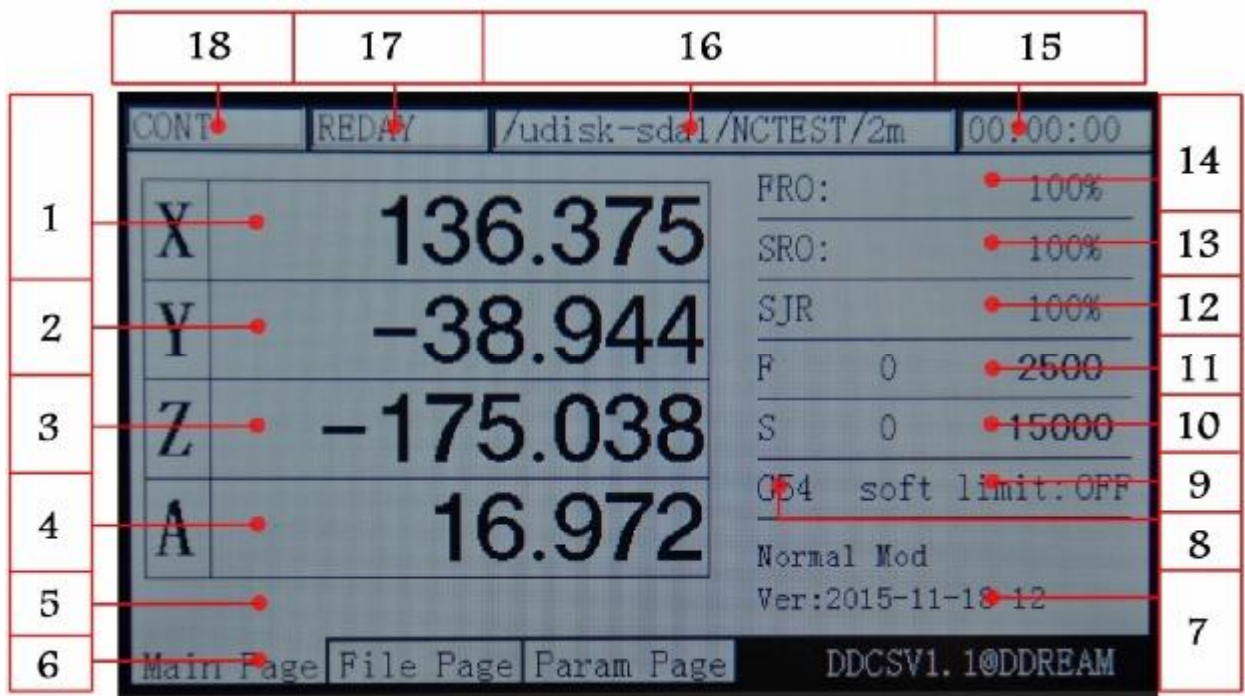 18 17 16 15
CONT REDAY /udisk-sda1/NCTEST/2m 00:00:00
1 X 136.375 FRO: 100% 14
SRO: 100% 13
2 Y -38.944 SJR 100% 12
F 0 2500 11
3 Z -175.038 S 0 15000 10
G54 soft limit:OFF 9
4 A 16.972 8
Normal Mod
5 Ver:2015-11-18-12 7
6 Main Page File Page Param Page DDCSV1.1@DDREAM